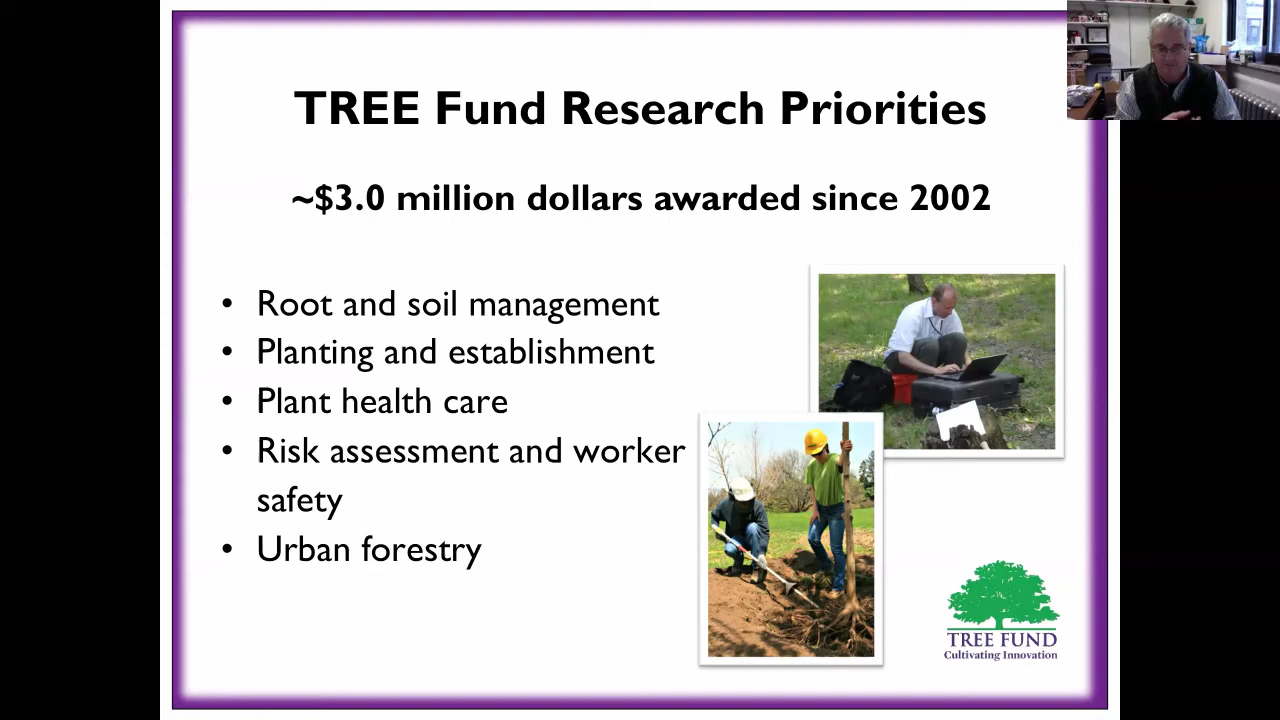 TREE Fund Research Priorities
~$3.0 million dollars awarded since 2002
• Root and soil management
• Planting and establishment
• Plant health care
• Risk assessment and worker
safety
• Urban forestry
TREE FUND
Cultivating Innovation